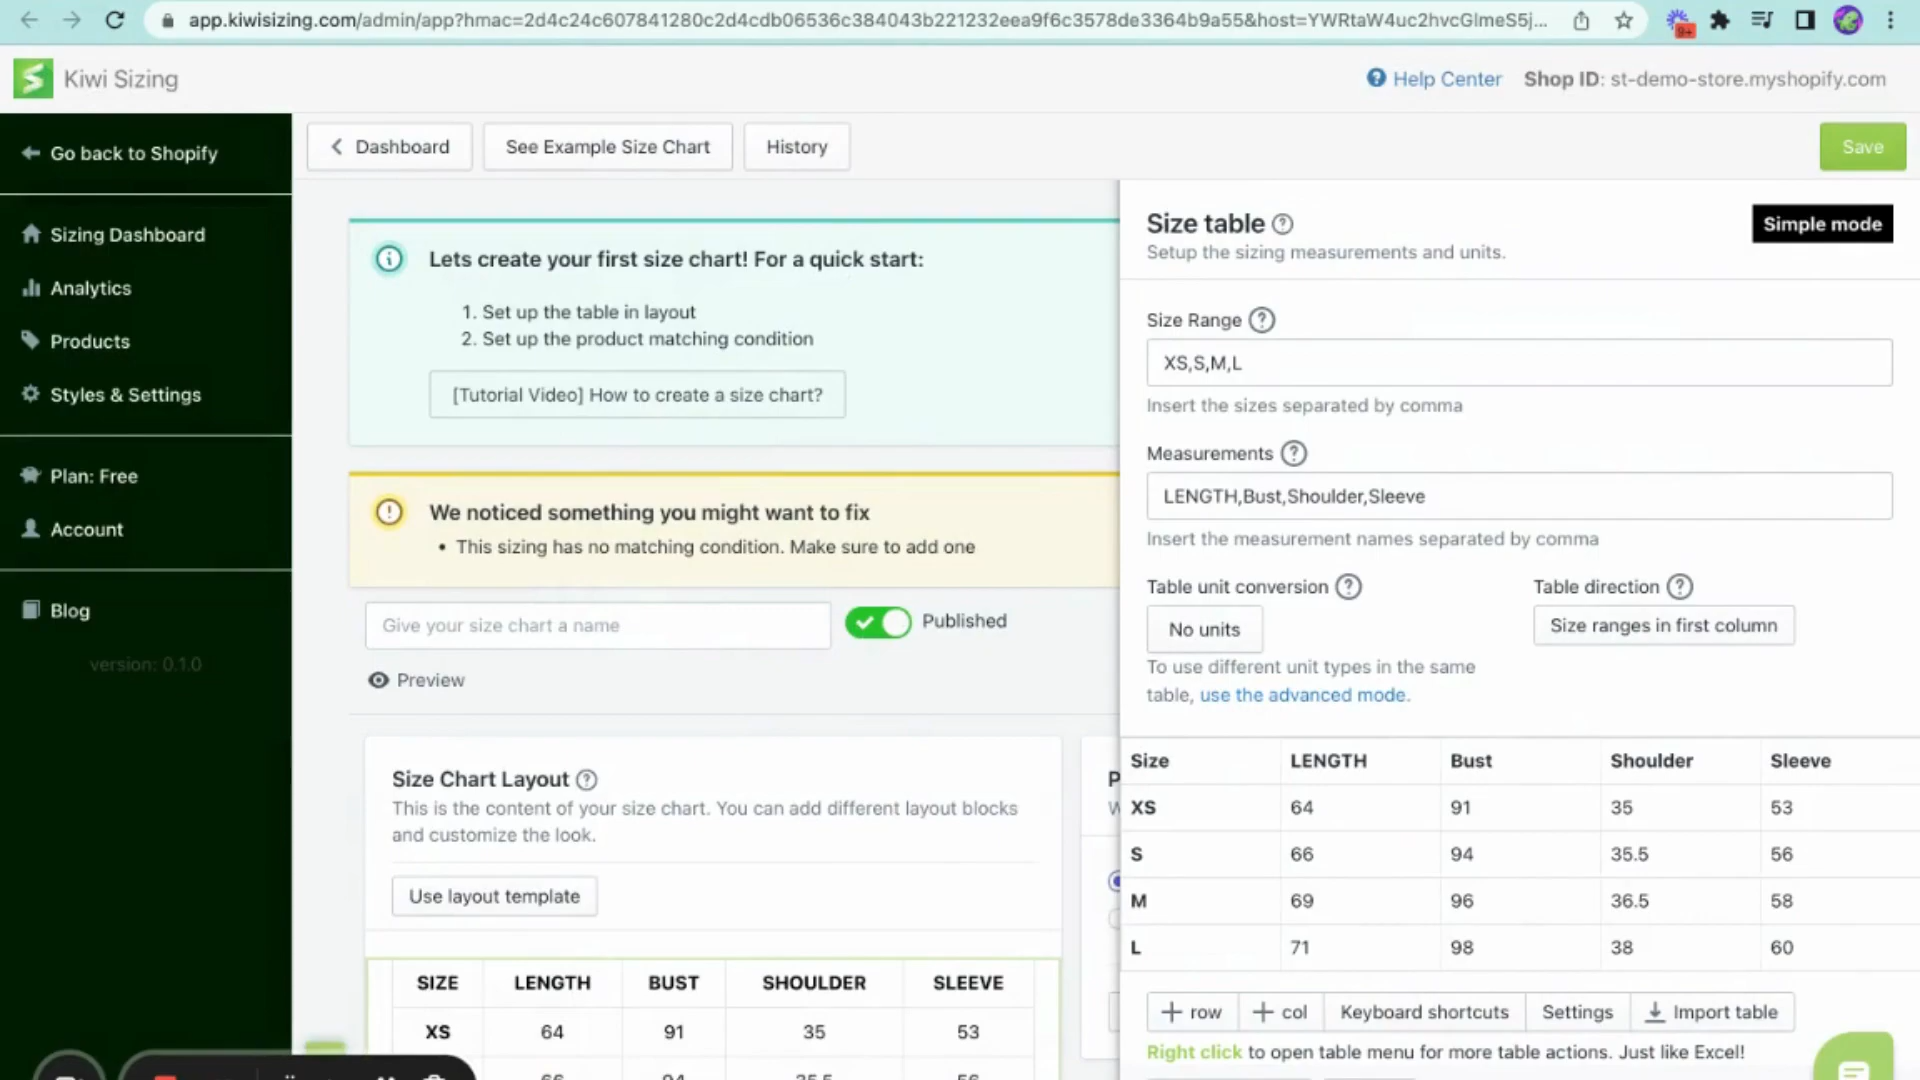 app.kiwisizing.com/admin/app?hmac=2d4c24c607841280c2d4cdb06536c384043b221232eea9f6c3578de3364b9a55&host=YWRtaW4uc2hvcGlmeS5j...
9+
Kiwi Sizing
Help Center
Shop ID: st-demo-store.myshopify.com
Go back to Shopify
Dashboard
See Example Size Chart
History
Save
Sizing Dashboard
Analytics
Products
Styles & Settings
Plan: Free
Account
Blog
version: 0.1.0
Lets create your first size chart! For a quick start:
1. Set up the table in layout
2. Set up the product matching condition
[Tutorial Video] How to create a size chart?
We noticed something you might want to fix
• This sizing has no matching condition. Make sure to add one
Give your size chart a name
Published
Preview
Size Chart Layout
This is the content of your size chart. You can add different layout blocks
and customize the look.
Use layout template
SIZE LENGTH BUST SHOULDER SLEEVE
XS 64 91 35 53
66 94 35.5 56
Size table
Simple mode
Setup the sizing measurements and units.
Size Range
XS,S,M,L
Insert the sizes separated by comma
Measurements
LENGTH,Bust,Shoulder,Sleeve
Insert the measurement names separated by comma
Table unit conversion
Table direction
No units
Size ranges in first column
To use different unit types in the same
table, use the advanced mode.
Size LENGTH Bust Shoulder Sleeve
XS 64 91 35 53
S 66 94 35.5 56
M 69 96 36.5 58
L 71 98 38 60
row
col
Keyboard shortcuts
Settings
Import table
Right click to open table menu for more table actions. Just like Excel!